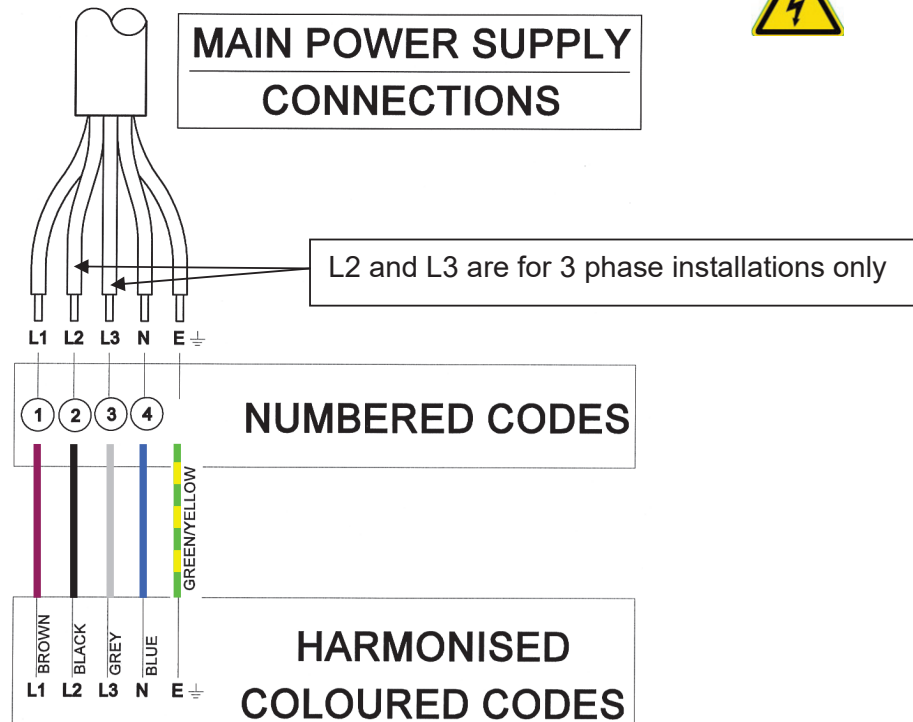 MAIN POWER SUPPLY
CONNECTIONS
L2 and L3 are for 3 phase installations only
L1 L2 L3 N E
1 2 3 4
NUMBERED CODES
GREEN/YELLOW
BROWN
BLACK
GREY
BLUE
L1 L2 L3 N E
HARMONISED
COLOURED CODES